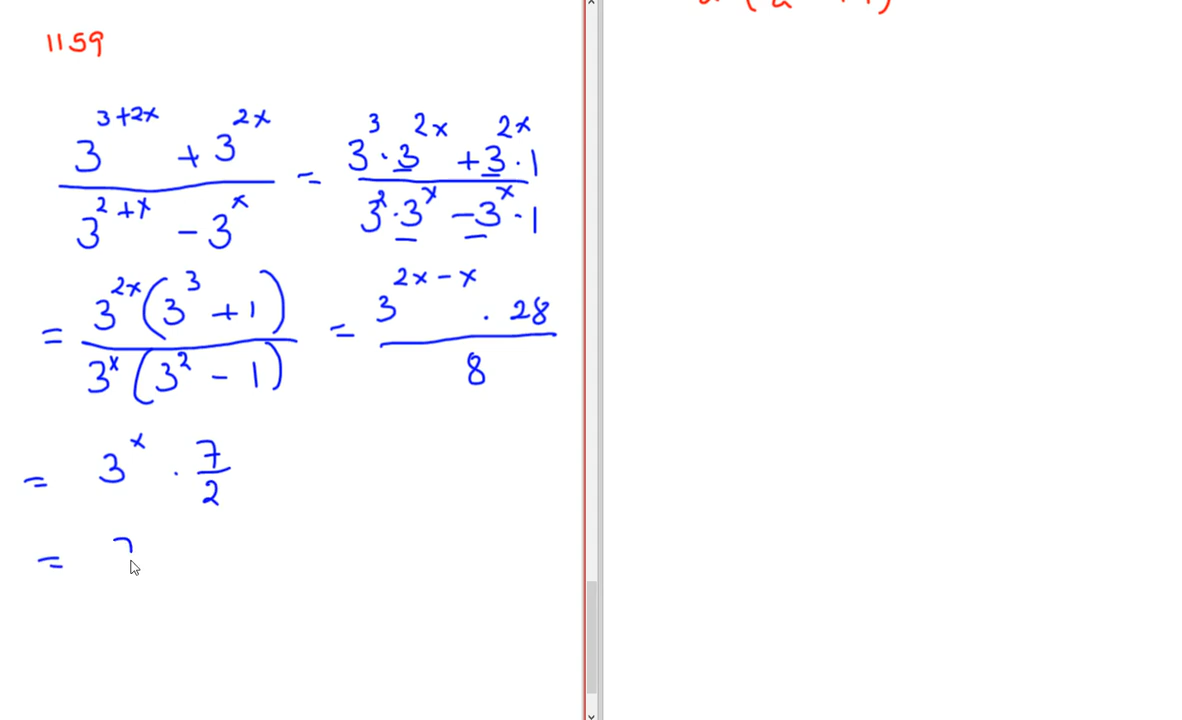 1159
3^{3+2x} + 3^{2x} / 3^{2+x} - 3^x = 3^3 · 3^{2x} + 3^{2x} · 1 / 3^2 · 3^x - 3^x · 1
= 3^{2x}(3^3 + 1) / 3^x(3^2 - 1) = 3^{2x-x} · 28 / 8
= 3^x · 7/2
=